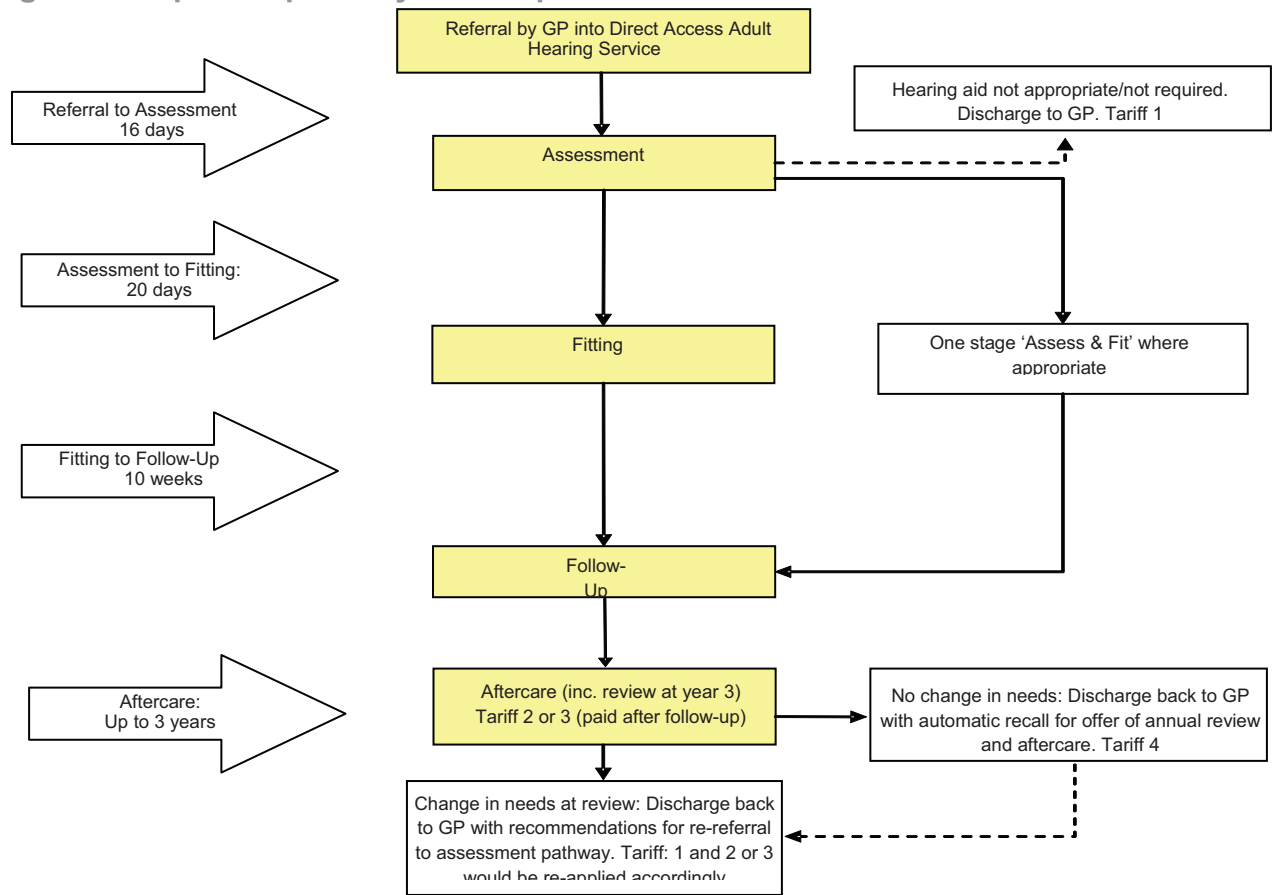 Referral by GP into Direct Access Adult
Hearing Service
Referral to Assessment
16 days
Hearing aid not appropriate/not required.
Discharge to GP. Tariff 1
Assessment
Assessment to Fitting:
20 days
Fitting
One stage ‘Assess & Fit’ where
appropriate
Fitting to Follow-Up
10 weeks
Follow-
Up
Aftercare:
Up to 3 years
Aftercare (inc. review at year 3)
Tariff 2 or 3 (paid after follow-up)
No change in needs: Discharge back to GP
with automatic recall for offer of annual review
and aftercare. Tariff 4
Change in needs at review: Discharge back
to GP with recommendations for re-referral
to assessment pathway. Tariff: 1 and 2 or 3
would be re-applied accordingly